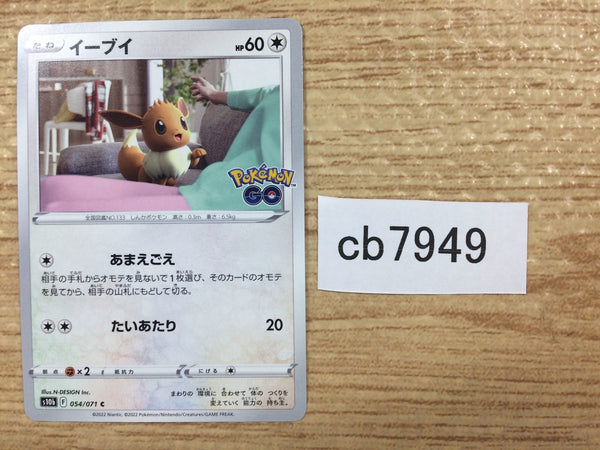 たね イーブイ HP60
Pokémon
GO
全国図鑑NO.133 しんかポケモン 高さ:0.3m 重さ:6.5kg
あまえごえ
相手の手札からオモテを見ないで1枚選び、そのカードのオモテ
を見てから、相手の山札にもどして切る。
たいあたり 20
弱点 ×2 抵抗力 にげる
Illus.N-DESIGN Inc.
s10b F 054/071 C
まわりの 環境に 合わせて 体の つくりを
変えていく 能力の 持ち主。
©2022 Niantic. ©2022 Pokémon/Nintendo/Creatures/GAME FREAK.
cb7949